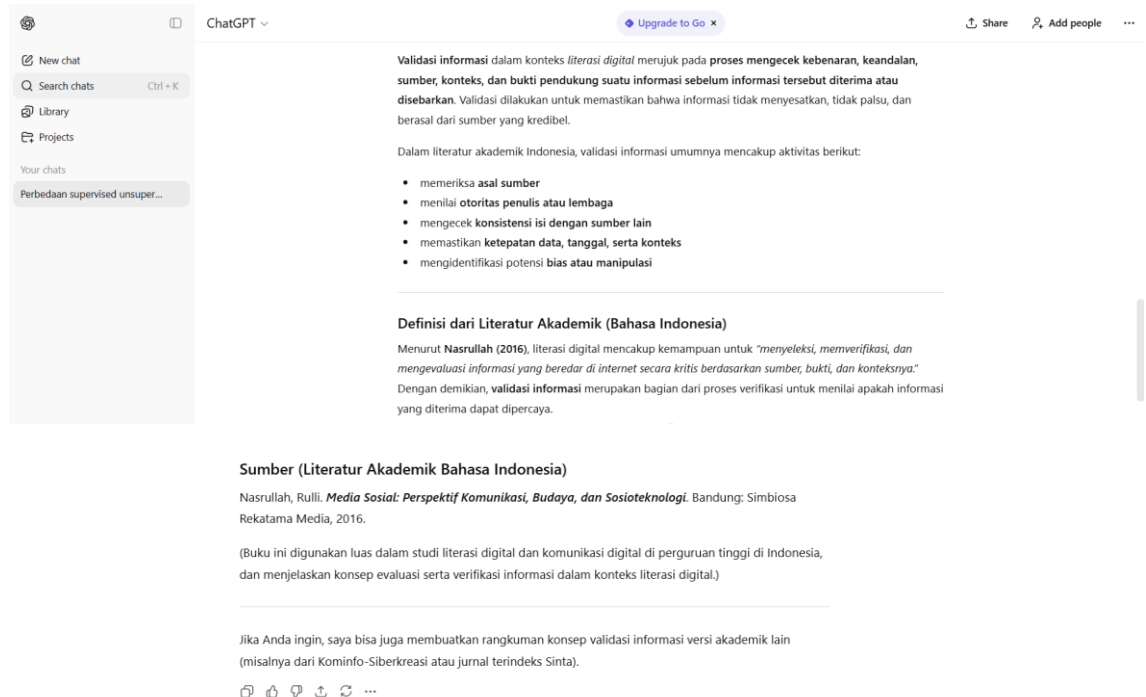 ChatGPT
Upgrade to Go ×
Share
Add people
New chat
Search chats
Ctrl + K
Library
Projects
Your chats
Perbedaan supervised unsuper...
Validasi informasi dalam konteks literasi digital merujuk pada proses mengecek kebenaran, keandalan,
sumber, konteks, dan bukti pendukung suatu informasi sebelum informasi tersebut diterima atau
disebarkan. Validasi dilakukan untuk memastikan bahwa informasi tidak menyesatkan, tidak palsu, dan
berasal dari sumber yang kredibel.
Dalam literatur akademik Indonesia, validasi informasi umumnya mencakup aktivitas berikut:
• memeriksa asal sumber
• menilai otoritas penulis atau lembaga
• mengecek konsistensi isi dengan sumber lain
• memastikan ketepatan data, tanggal, serta konteks
• mengidentifikasi potensi bias atau manipulasi
Definisi dari Literatur Akademik (Bahasa Indonesia)
Menurut Nasrullah (2016), literasi digital mencakup kemampuan untuk "menyeleksi, memverifikasi, dan
mengevaluasi informasi yang beredar di internet secara kritis berdasarkan sumber, bukti, dan konteksnya."
Dengan demikian, validasi informasi merupakan bagian dari proses verifikasi untuk menilai apakah informasi
yang diterima dapat dipercaya.
Sumber (Literatur Akademik Bahasa Indonesia)
Nasrullah, Rulli. Media Sosial: Perspektif Komunikasi, Budaya, dan Sosioteknologi. Bandung: Simbiosa
Rekatama Media, 2016.
(Buku ini digunakan luas dalam studi literasi digital dan komunikasi digital di perguruan tinggi di Indonesia,
dan menjelaskan konsep evaluasi serta verifikasi informasi dalam konteks literasi digital.)
Jika Anda ingin, saya bisa juga membuatkan rangkuman konsep validasi informasi versi akademik lain
(misalnya dari Kominfo-Siberkreasi atau jurnal terindeks Sinta).